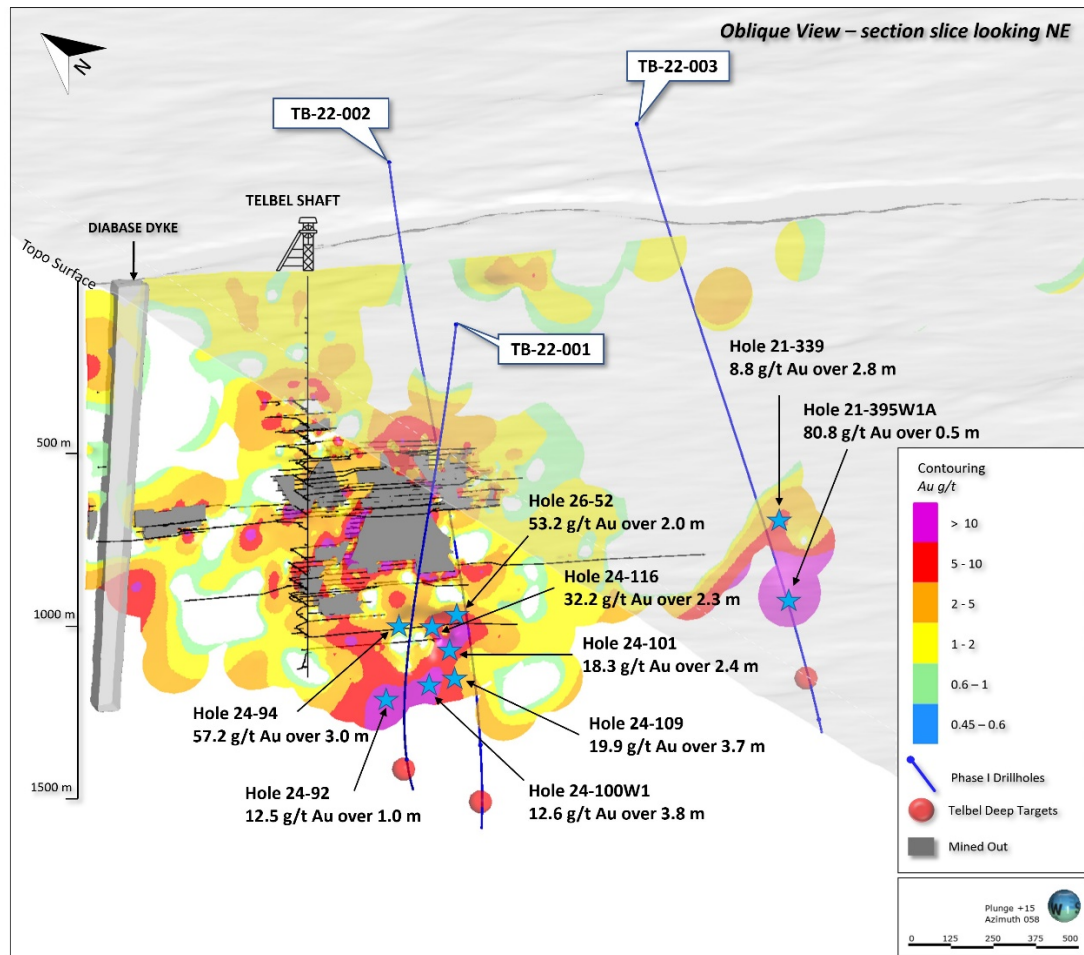 Oblique View – section slice looking NE
N
TB-22-003
TB-22-002
TELBEL SHAFT
DIABASE DYKE
Topo Surface
TB-22-001
Hole 21-339
8.8 g/t Au over 2.8 m
Hole 21-395W1A
80.8 g/t Au over 0.5 m
500 m
Hole 26-52
53.2 g/t Au over 2.0 m
Hole 24-116
32.2 g/t Au over 2.3 m
1000 m
Hole 24-101
18.3 g/t Au over 2.4 m
Hole 24-94
57.2 g/t Au over 3.0 m
Hole 24-109
19.9 g/t Au over 3.7 m
1500 m
Hole 24-92
12.5 g/t Au over 1.0 m
Hole 24-100W1
12.6 g/t Au over 3.8 m
Contouring
Au g/t
> 10
5 - 10
2 - 5
1 - 2
0.6 – 1
0.45 – 0.6
Phase I Drillholes
Telbel Deep Targets
Mined Out
Plunge +15
Azimuth 058
W S
0 125 250 375 500